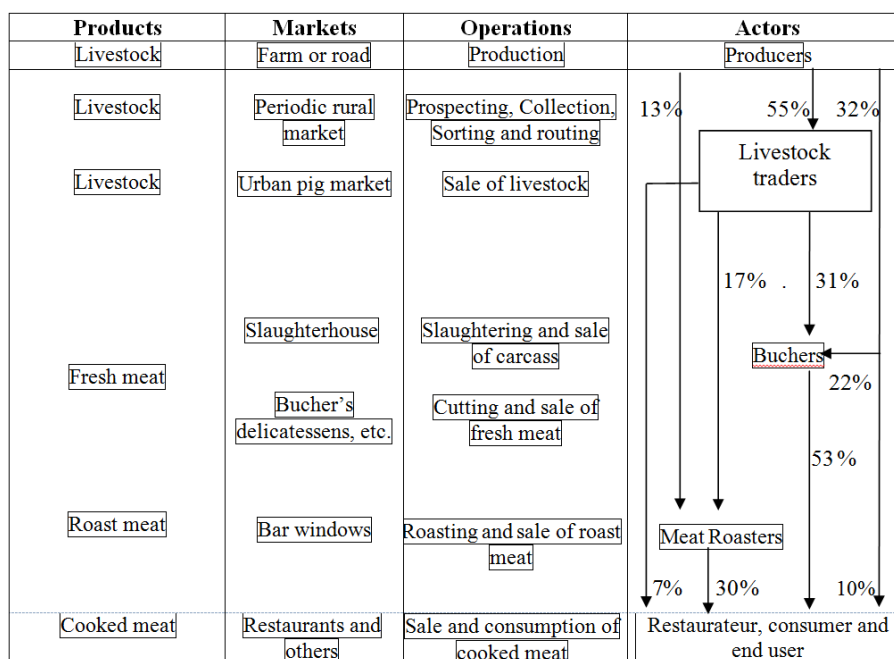 Products Markets Operations Actors
Livestock Farm or road Production Producers
Livestock Periodic rural Prospecting, Collection, 13% 55% 32%
market Sorting and routing
Livestock
traders
Livestock Urban pig market Sale of livestock
17% . 31%
Slaughterhouse Slaughtering and sale
of carcass Buchers
Fresh meat 22%
Bucher's Cutting and sale of
delicatessens, etc. fresh meat
53%
Roast meat Bar windows Roasting and sale of roast Meat Roasters
meat
7% 30% 10%
Cooked meat Restaurants and Sale and consumption of Restaurateur, consumer and
others cooked meat end user